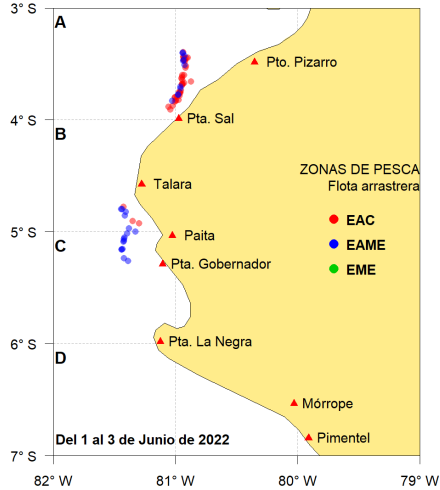 3° S
A
Pto. Pizarro
4° S
Pta. Sal
B
ZONAS DE PESCA
Talara
Flota arrastrera
EAC
5° S
Paita
C
EAME
Pta. Gobernador
EME
6° S
Pta. La Negra
D
Mórrope
Del 1 al 3 de Junio de 2022
Pimentel
7° S
82° W
81° W
80° W
79° W